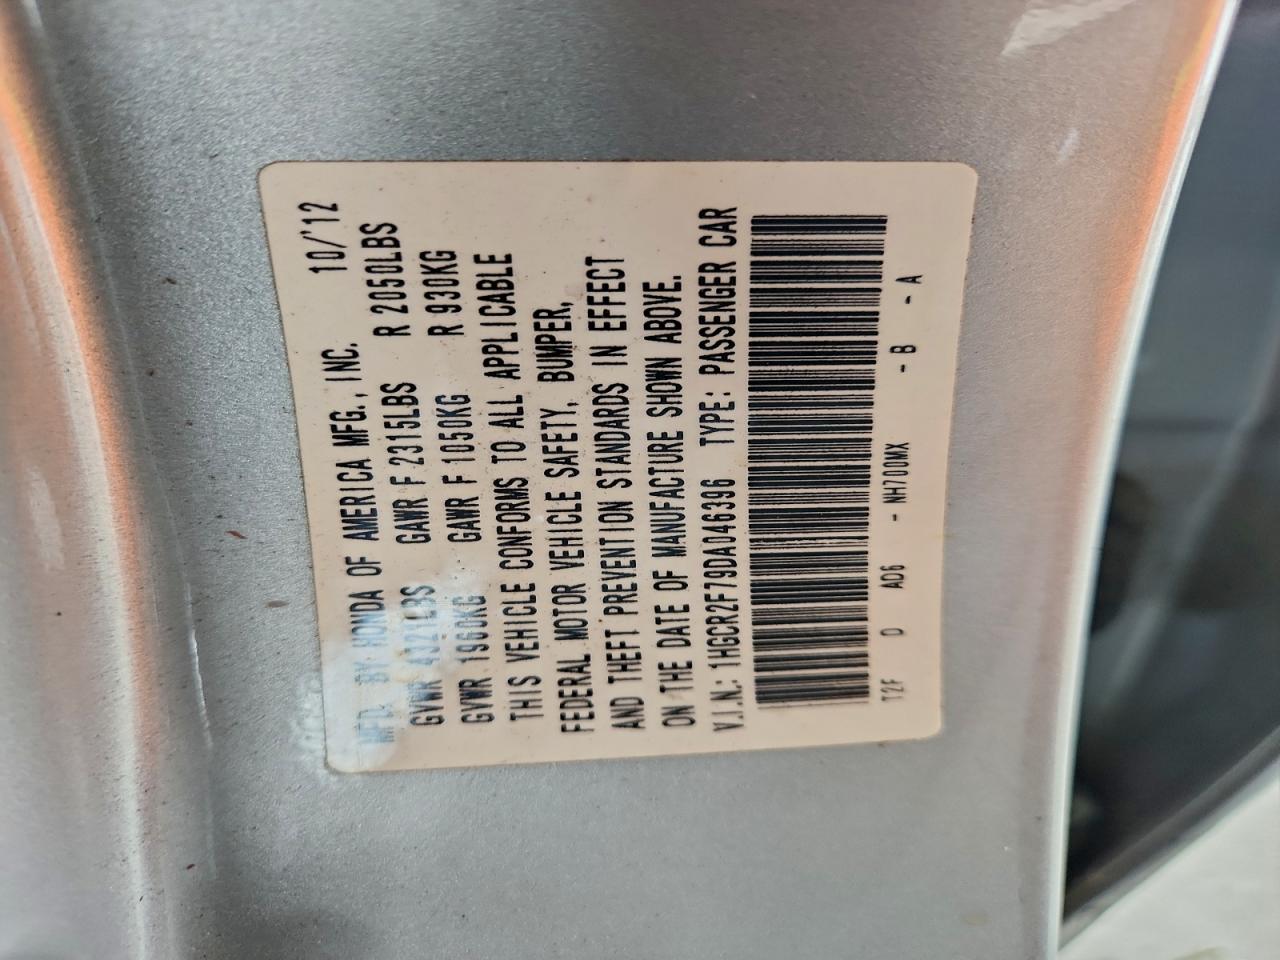 10/'12
MFD. BY HONDA OF AMERICA MFG., INC.
GVWR 4321LBS GAWR F 2315LBS R 2050LBS
GVWR 1960KG GAWR F 1050KG R 930KG
THIS VEHICLE CONFORMS TO ALL APPLICABLE
FEDERAL MOTOR VEHICLE SAFETY, BUMPER,
AND THEFT PREVENTION STANDARDS IN EFFECT
ON THE DATE OF MANUFACTURE SHOWN ABOVE.
V.I.N.: 1HGCR2F79DA046396 TYPE: PASSENGER CAR
T2F D AD6 - NH700MX - B - A